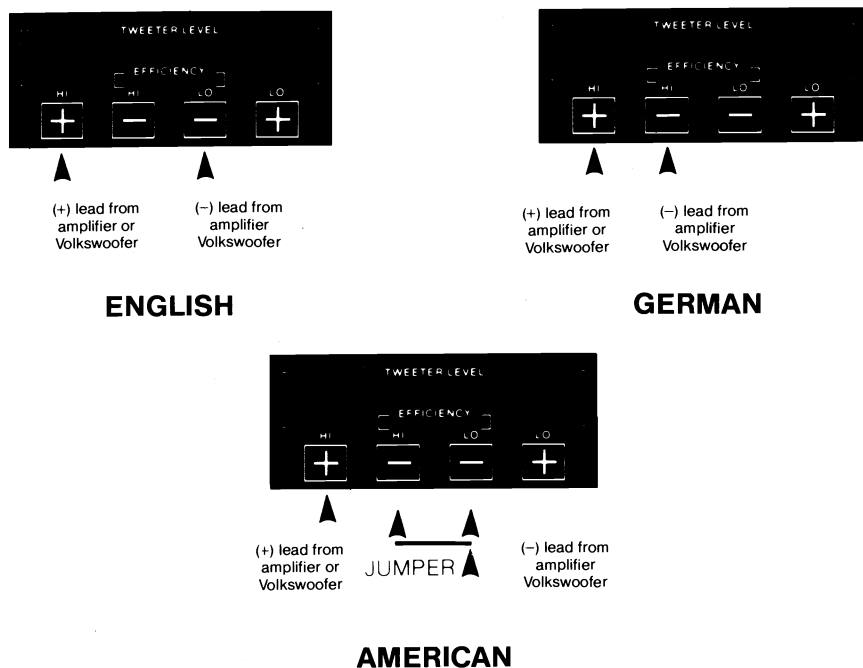 TWEETER LEVEL
EFFICIENCY
HI HI LO LO
+ − − +
(+) lead from
amplifier or
Volkswoofer
(−) lead from
amplifier
Volkswoofer
ENGLISH
TWEETER LEVEL
EFFICIENCY
HI HI LO LO
+ − − +
(+) lead from
amplifier or
Volkswoofer
(−) lead from
amplifier
Volkswoofer
GERMAN
TWEETER LEVEL
EFFICIENCY
HI HI LO LO
+ − − +
(+) lead from
amplifier or
Volkswoofer
JUMPER
(−) lead from
amplifier
Volkswoofer
AMERICAN